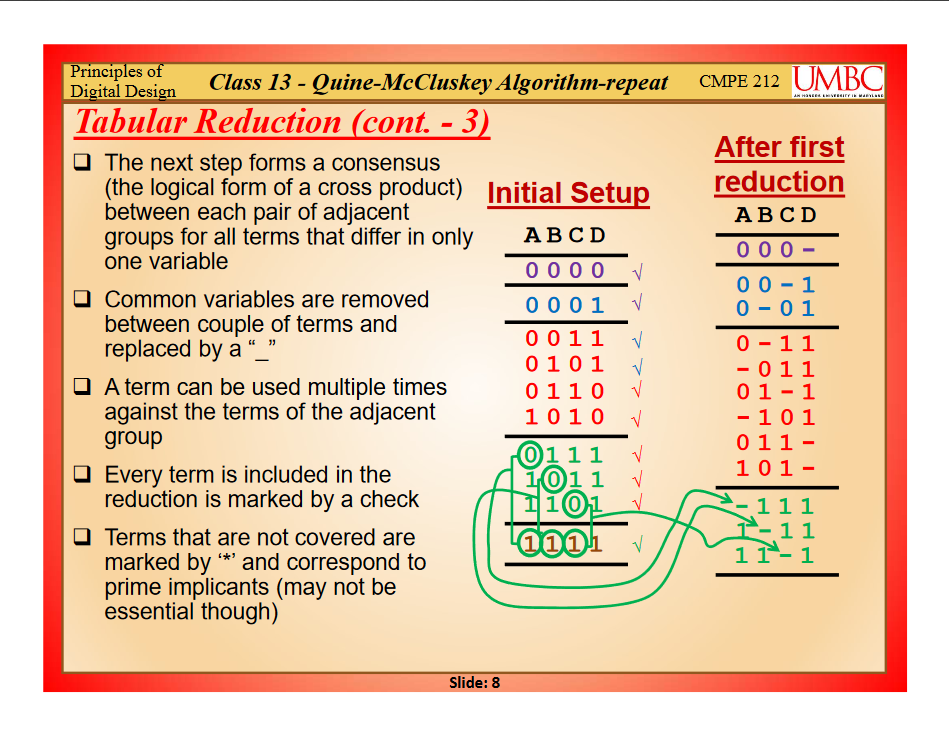 Principles of
Digital Design
Class 13 - Quine-McCluskey Algorithm-repeat
CMPE 212
UMBC
AN HONORS UNIVERSITY IN MARYLAND
Tabular Reduction (cont. - 3)
❑ The next step forms a consensus
(the logical form of a cross product)
between each pair of adjacent
groups for all terms that differ in only
one variable
❑ Common variables are removed
between couple of terms and
replaced by a “_”
❑ A term can be used multiple times
against the terms of the adjacent
group
❑ Every term is included in the
reduction is marked by a check
❑ Terms that are not covered are
marked by ‘*’ and correspond to
prime implicants (may not be
essential though)
Initial Setup
A B C D
0 0 0 0 √
0 0 0 1 √
0 0 1 1 √
0 1 0 1 √
0 1 1 0 √
1 0 1 0 √
0 1 1 1 √
1 0 1 1 √
1 1 0 1 √
1 1 1 1 √
After first
reduction
A B C D
0 0 0 –
0 0 – 1
0 – 0 1
0 – 1 1
– 0 1 1
0 1 – 1
– 1 0 1
0 1 1 –
1 0 1 –
– 1 1 1
1 – 1 1
1 1 – 1
Slide: 8